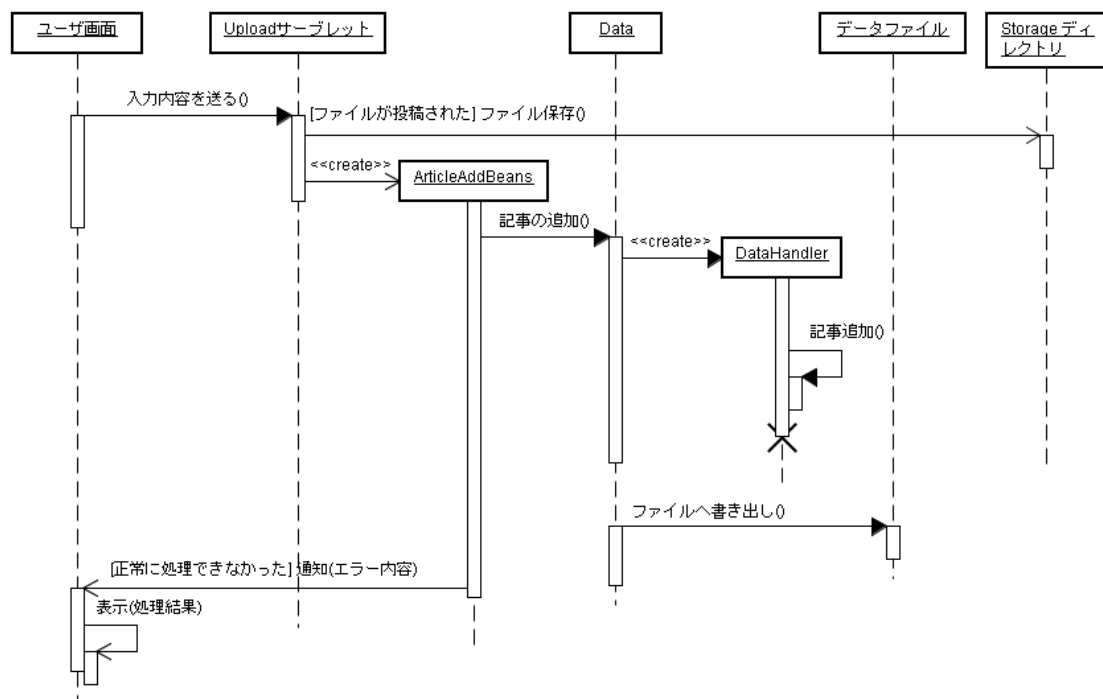 ユーザ画面
Uploadサーブレット
Data
データファイル
Storageディ
レクトリ
入力内容を送る()
[ファイルが投稿された] ファイル保存()
<<create>>
ArticleAddBeans
記事の追加()
<<create>>
DataHandler
記事追加()
ファイルへ書き出し()
[正常に処理できなかった] 通知(エラー内容)
表示(処理結果)